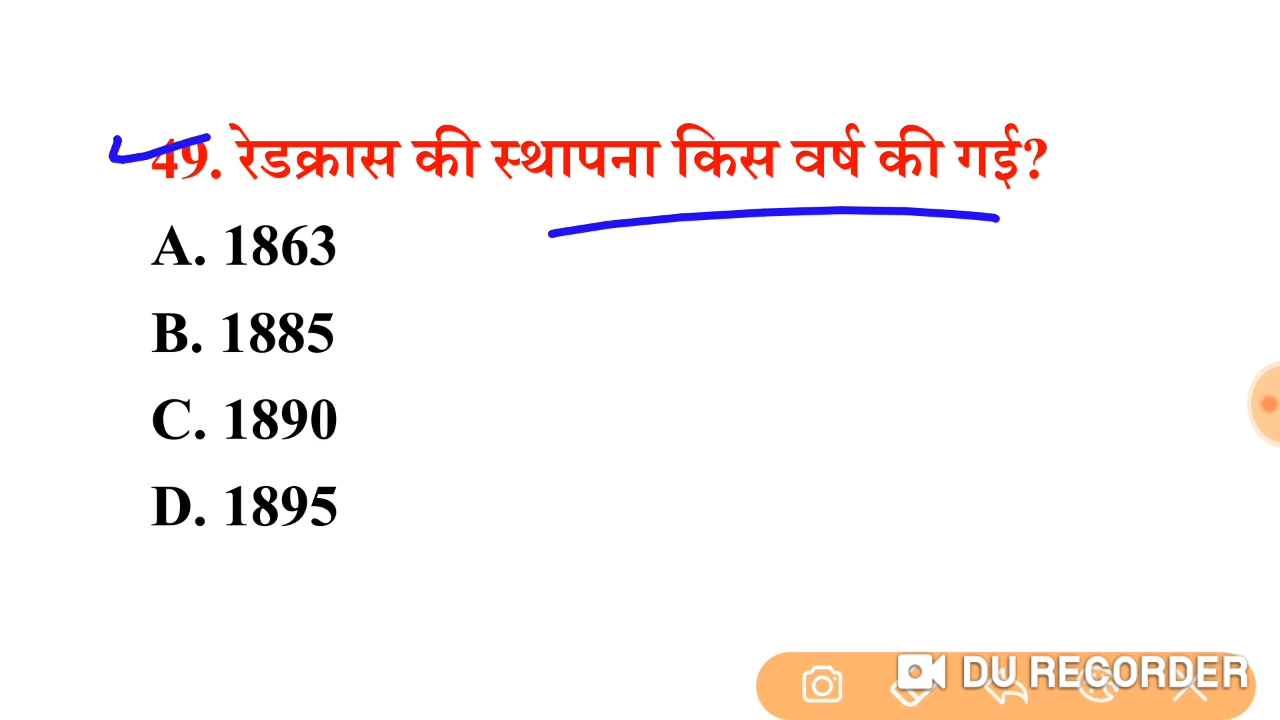 49. रेडक्रास की स्थापना किस वर्ष की गई?
A. 1863
B. 1885
C. 1890
D. 1895
DU RECORDER